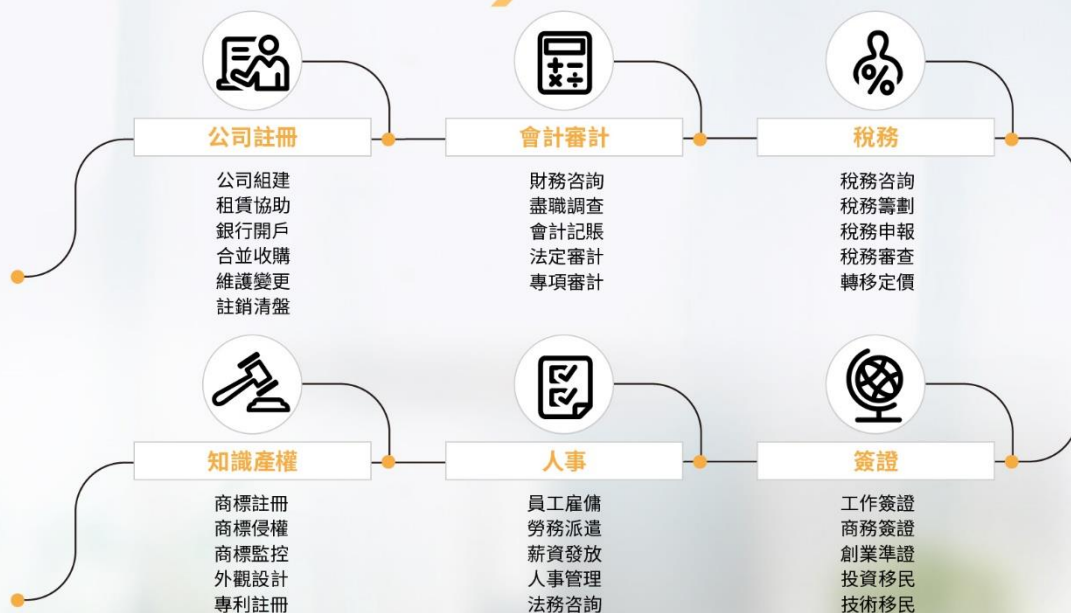 公司註冊
公司組建
租賃協助
銀行開戶
合並收購
維護變更
註銷清盤
會計審計
財務咨詢
盡職調查
會計記賬
法定審計
專項審計
稅務
稅務咨詢
稅務籌劃
稅務申報
稅務審查
轉移定價
知識產權
商標註冊
商標侵權
商標監控
外觀設計
專利註冊
人事
員工雇傭
勞務派遣
薪資發放
人事管理
法務咨詢
簽證
工作簽證
商務簽證
創業準證
投資移民
技術移民